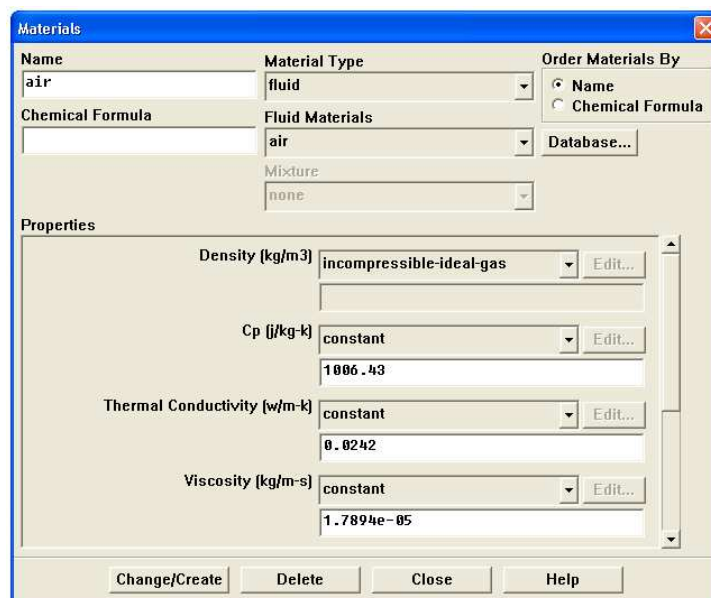 Materials
Name
air
Material Type
fluid
Order Materials By
Name
Chemical Formula
Chemical Formula
Fluid Materials
air
Database...
Mixture
none
Properties
Density (kg/m3) incompressible-ideal-gas Edit...
Cp (j/kg-k) constant Edit...
1006.43
Thermal Conductivity (w/m-k) constant Edit...
0.0242
Viscosity (kg/m-s) constant Edit...
1.7894e-05
Change/Create Delete Close Help